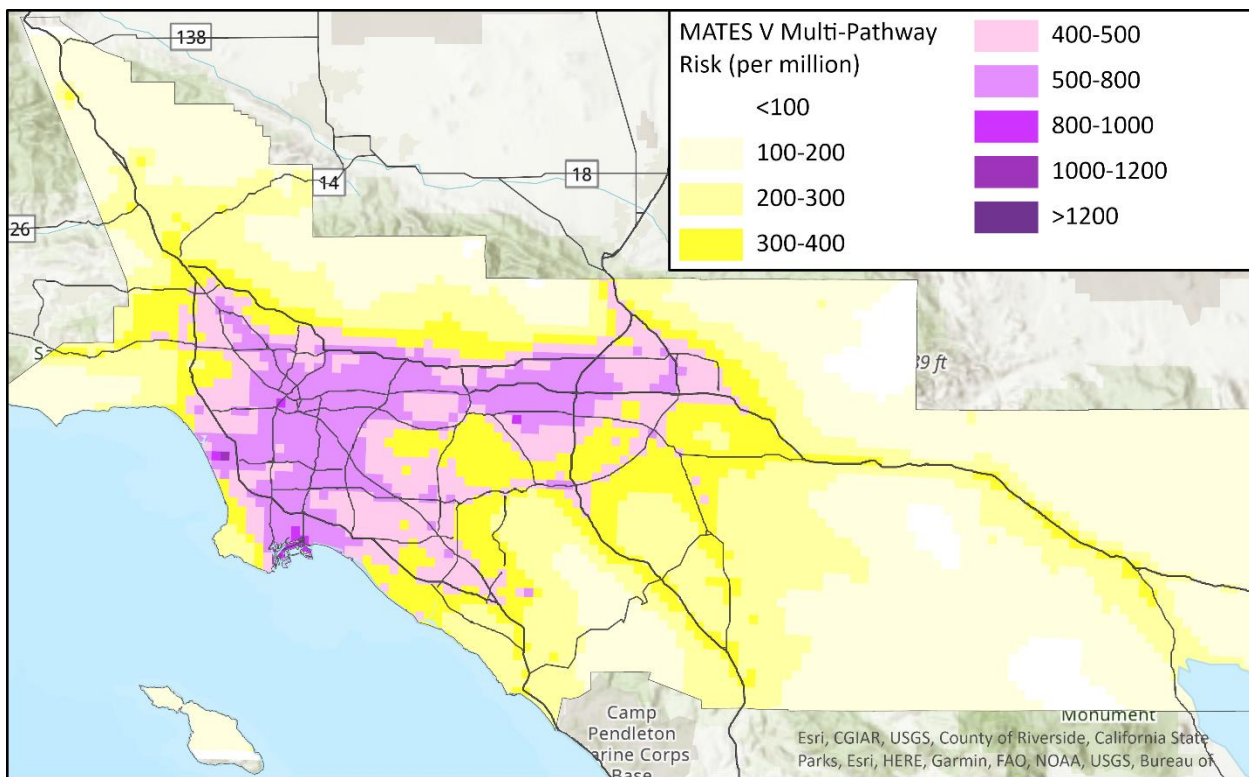 MATES V Multi-Pathway
Risk (per million)
<100
100-200
200-300
300-400
400-500
500-800
800-1000
1000-1200
>1200
138
14
18
26
S
39 ft
Camp
Pendleton
arine Corps
Base
Monument
Esri, CGIAR, USGS, County of Riverside, California State
Parks, Esri, HERE, Garmin, FAO, NOAA, USGS, Bureau of